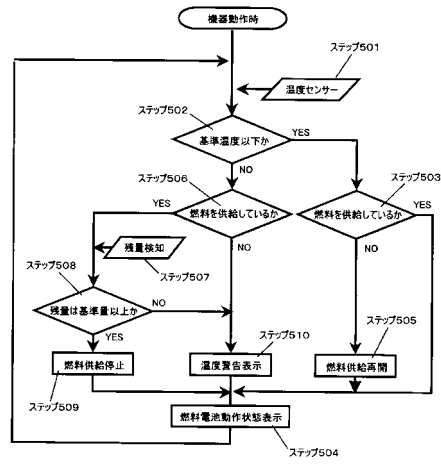 機器動作時
ステップ501
温度センサー
ステップ502
基準温度以下か
YES
NO
ステップ506
ステップ503
YES
燃料を供給しているか
燃料を供給しているか
残量検知
NO
NO
YES
ステップ508
ステップ507
残量は基準量以上か
NO
ステップ510
ステップ505
YES
燃料供給停止
温度警告表示
燃料供給再開
ステップ509
燃料電池動作状態表示
ステップ504